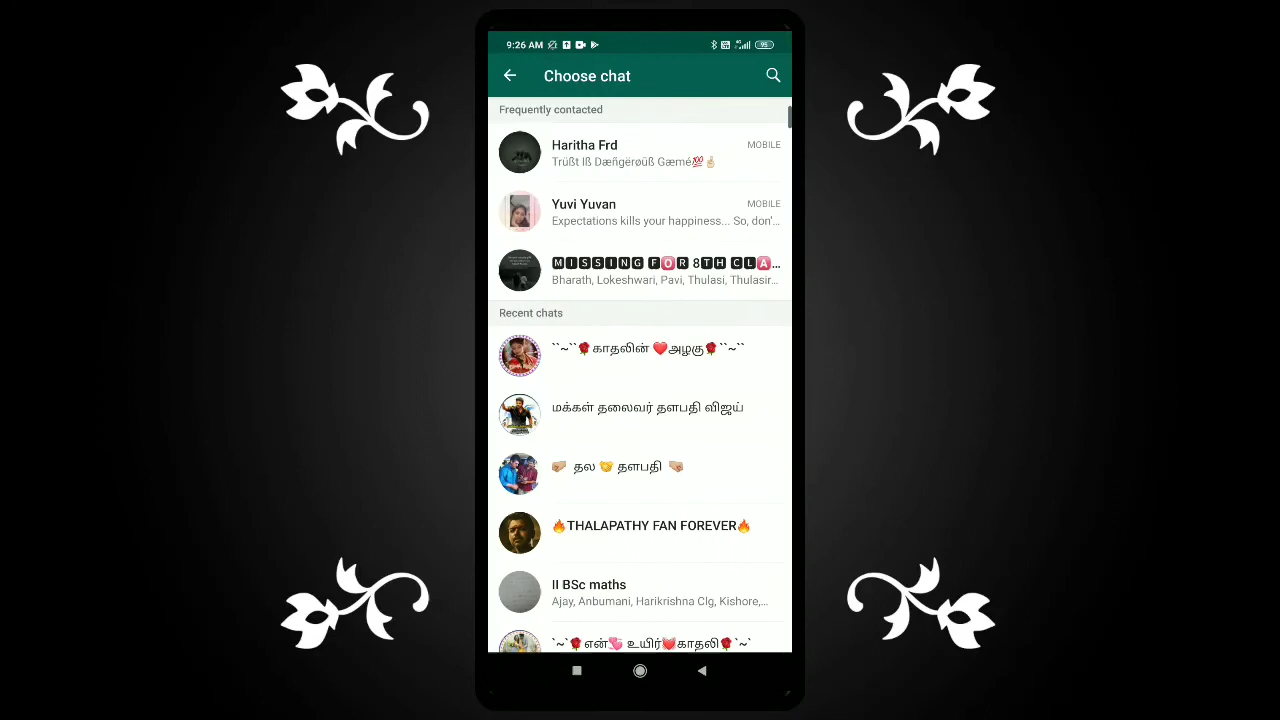 9:26 AM
95
Choose chat
Frequently contacted
Haritha Frd
MOBILE
Trüßt Iß Dæñgërøüß Gæmé💯☝🏻
Yuvi Yuvan
MOBILE
Expectations kills your happiness... So, don'...
🅼🅸🆂🆂🅸🅽🅶 🅵🅾️🆁 8🆃🅷 🅲🅻🅰️...
Bharath, Lokeshwari, Pavi, Thulasi, Thulasir...
Recent chats
``~``🌹காதலின் ❤️அழகு🌹``~``
மக்கள் தலைவர் தளபதி விஜய்
🤛🏼 தல 🤝 தளபதி 🤜🏼
🔥THALAPATHY FAN FOREVER🔥
II BSc maths
Ajay, Anbumani, Harikrishna Clg, Kishore,...
`~`🌹என்💞 உயிர்💓காதலி🌹`~`